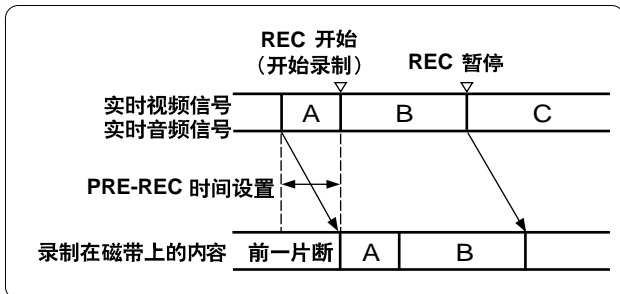 REC 开始
(开始录制)
REC 暂停
实时视频信号
实时音频信号
A
B
C
PRE-REC 时间设置
录制在磁带上的内容
前一片断
A
B